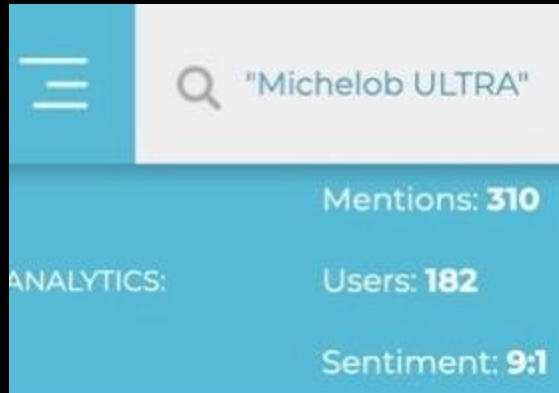 "Michelob ULTRA"
Mentions: 310
ANALYTICS:
Users: 182
Sentiment: 9:1